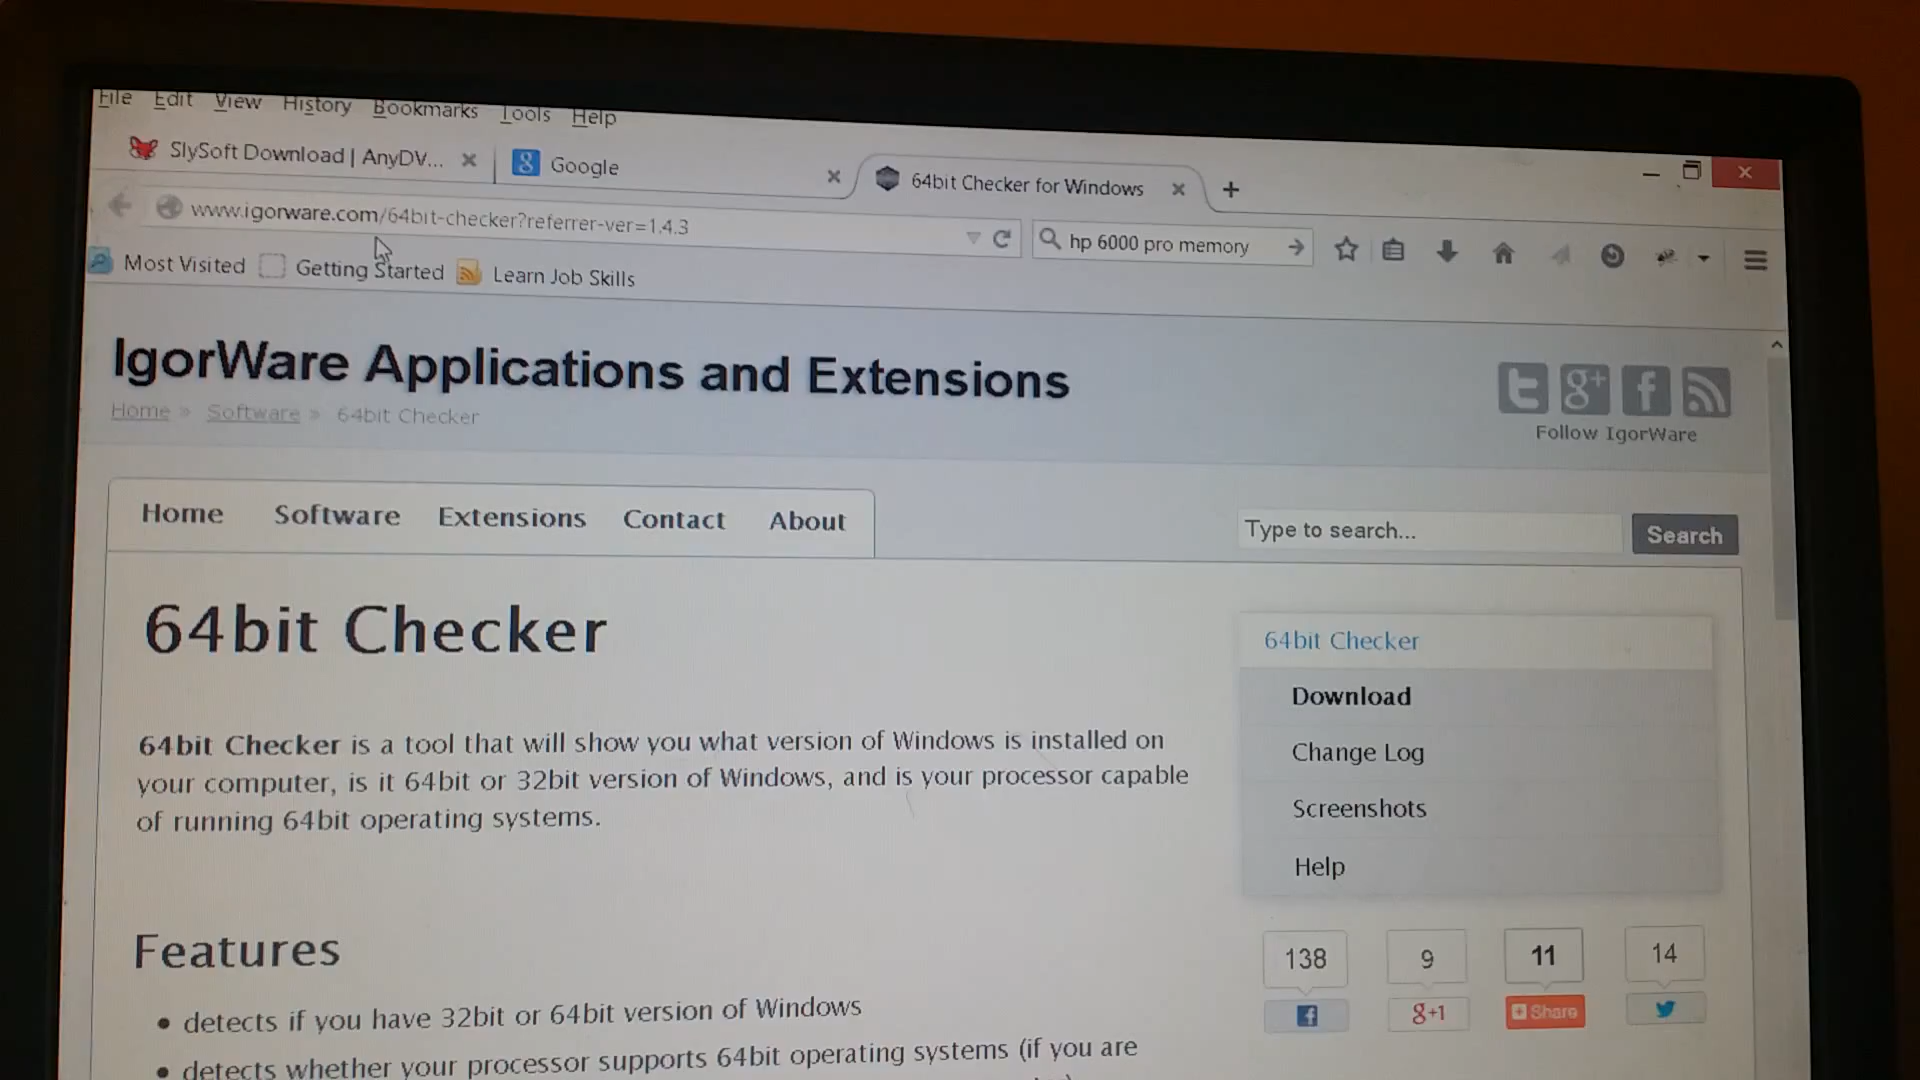 File Edit View History Bookmarks Tools Help
SlySoft Download | AnyDV...
Google
64bit Checker for Windows
www.igorware.com/64bit-checker?referrer-ver=1.4.3
hp 6000 pro memory
Most Visited Getting Started Learn Job Skills
IgorWare Applications and Extensions
Home » Software » 64bit Checker
Follow IgorWare
Home Software Extensions Contact About
Type to search...
Search
64bit Checker
64bit Checker is a tool that will show you what version of Windows is installed on
your computer, is it 64bit or 32bit version of Windows, and is your processor capable
of running 64bit operating systems.
64bit Checker
Download
Change Log
Screenshots
Help
138 9 11 14
g+1 Share
Features
• detects if you have 32bit or 64bit version of Windows
• detects whether your processor supports 64bit operating systems (if you are